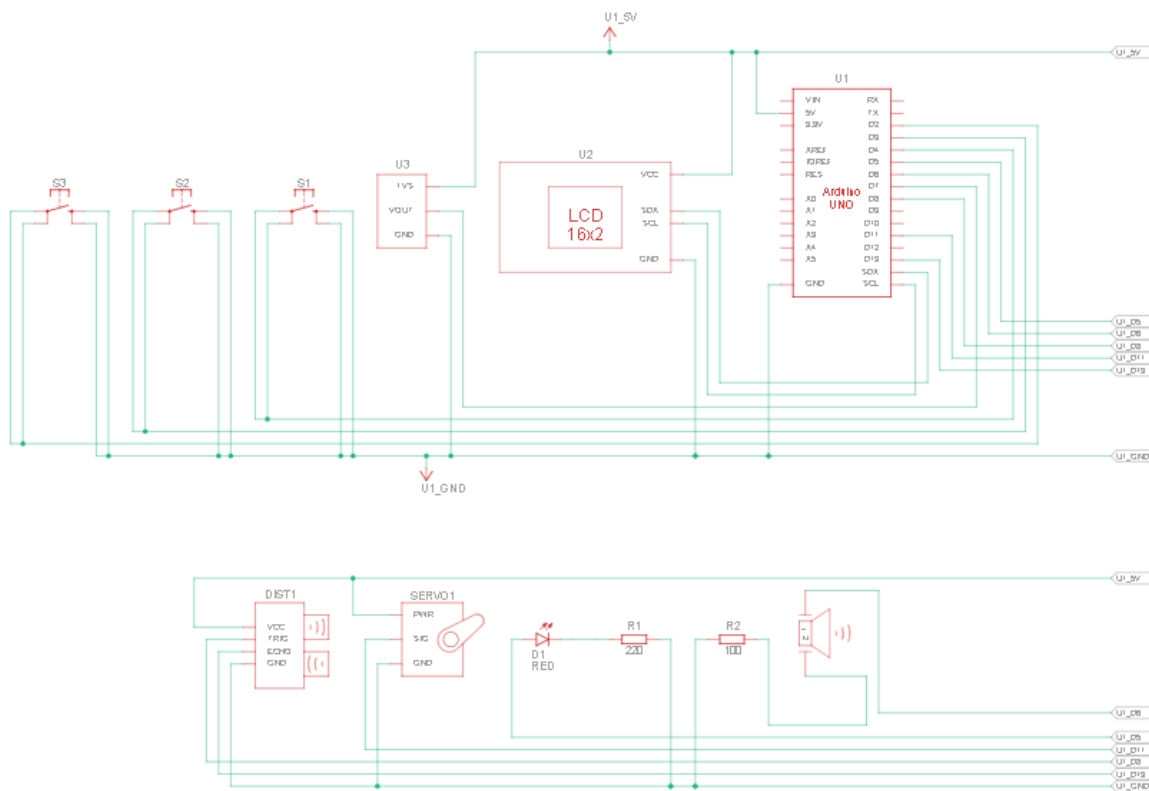 U1_5V
U1_5V
U1
VIN RX
5V TX
3.3V D2
D3
AREF D4
IOREF D5
RES D6
D7
Arduino
UNO
A0 D8
A1 D9
A2 D10
A3 D11
A4 D12
A5 D13
SDA
GND SCL
U2
VCC
LCD
16x2
SDA
SCL
GND
U3
+VS
VOUT
GND
S3
S2
S1
U1_D5
U1_D6
U1_D8
U1_D11
U1_D13
U1_GND
U1_GND
U1_5V
DIST1
VCC
TRIG
ECHO
GND
SERVO1
PWR
SIG
GND
D1
RED
R1
220
R2
100
U1_D6
U1_D5
U1_D11
U1_D8
U1_D13
U1_GND